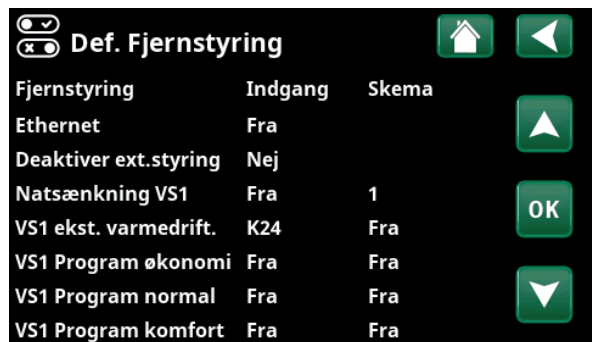 Def. Fjernstyring
Fjernstyring Indgang Skema
Ethernet Fra
Deaktiver ext.styring Nej
Natsænkning VS1 Fra 1
VS1 ekst. varmedrift. K24 Fra
VS1 Program økonomi Fra Fra
VS1 Program normal Fra Fra
VS1 Program komfort Fra Fra
OK